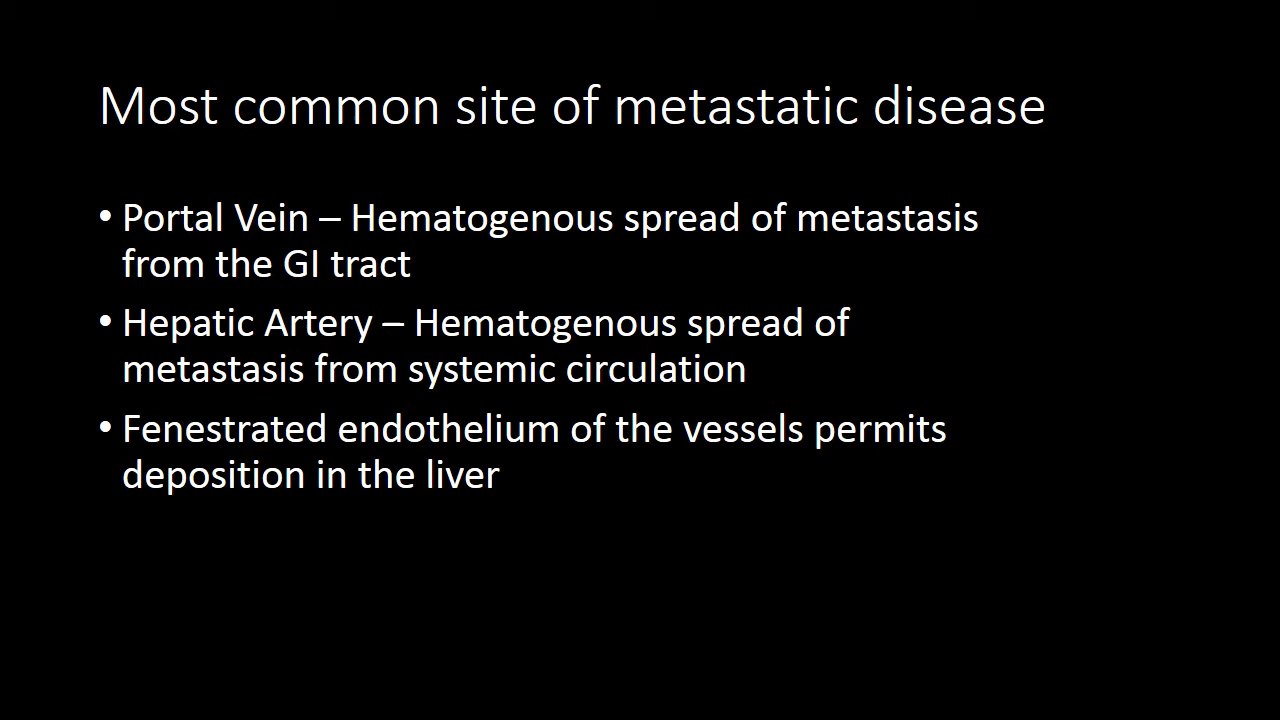 Most common site of metastatic disease
• Portal Vein – Hematogenous spread of metastasis
from the GI tract
• Hepatic Artery – Hematogenous spread of
metastasis from systemic circulation
• Fenestrated endothelium of the vessels permits
deposition in the liver